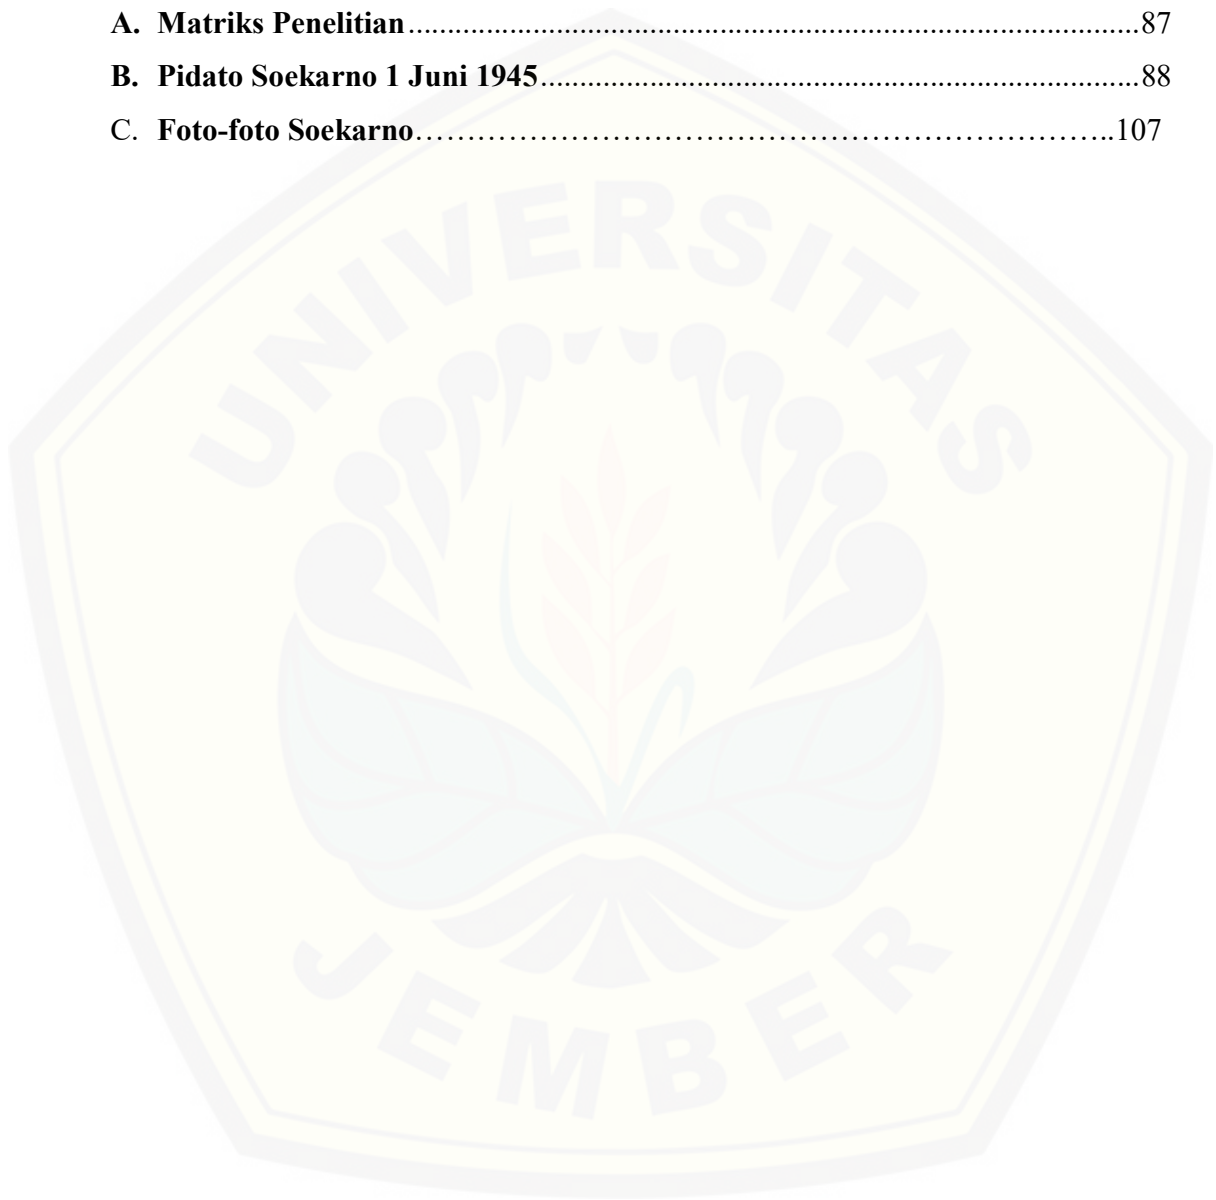 A. Matriks Penelitian............................................................................................87
B. Pidato Soekarno 1 Juni 1945...........................................................................88
C. Foto-foto Soekarno…………………………………………………………..107
UNIVERSITAS
JEMBER